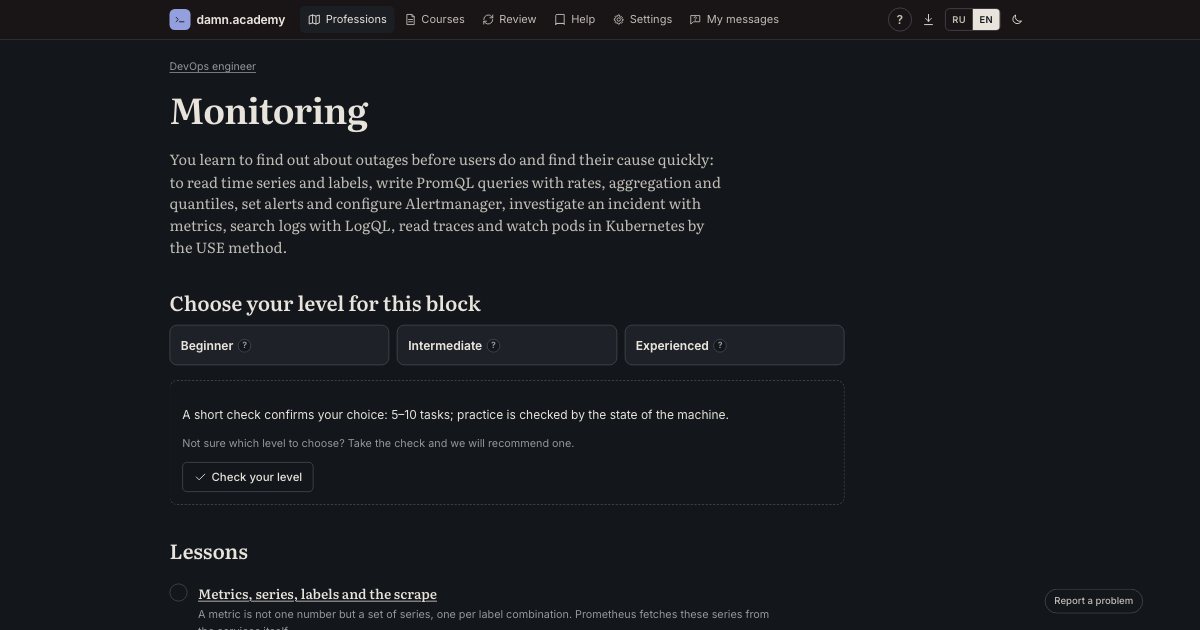 damn.academy
Professions
Courses
Review
Help
Settings
My messages
?
RU
EN
DevOps engineer
Monitoring
You learn to find out about outages before users do and find their cause quickly:
to read time series and labels, write PromQL queries with rates, aggregation and
quantiles, set alerts and configure Alertmanager, investigate an incident with
metrics, search logs with LogQL, read traces and watch pods in Kubernetes by
the USE method.
Choose your level for this block
Beginner ?
Intermediate ?
Experienced ?
A short check confirms your choice: 5–10 tasks; practice is checked by the state of the machine.
Not sure which level to choose? Take the check and we will recommend one.
Check your level
Lessons
Metrics, series, labels and the scrape
A metric is not one number but a set of series, one per label combination. Prometheus fetches these series from
the services itself.
Report a problem